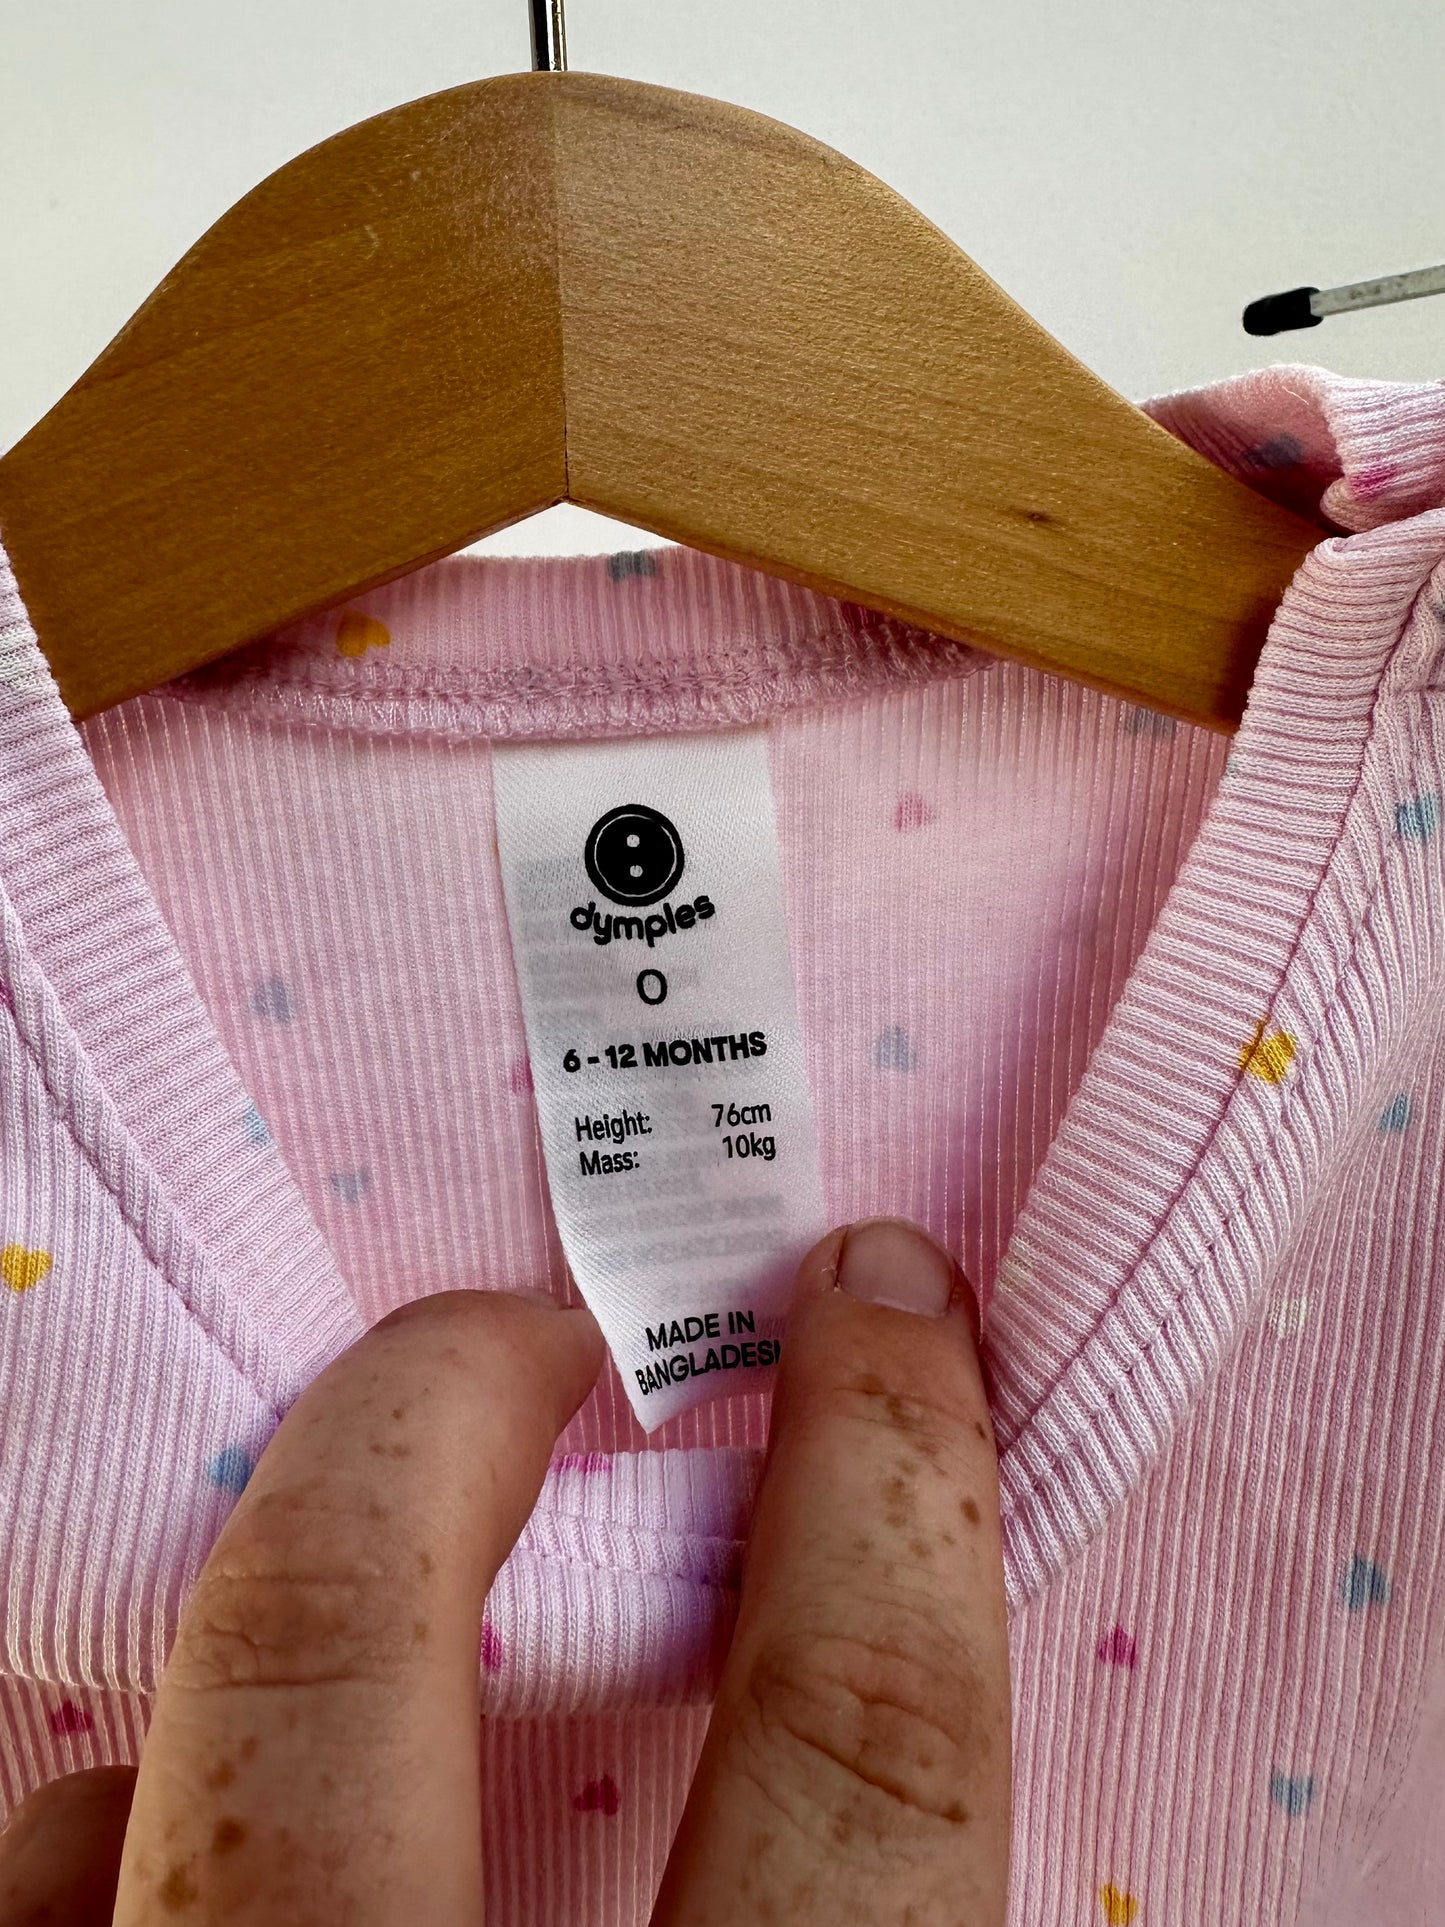 dymples
0
6 - 12 MONTHS
Height: 76cm
Mass: 10kg
MADE IN
BANGLADESH